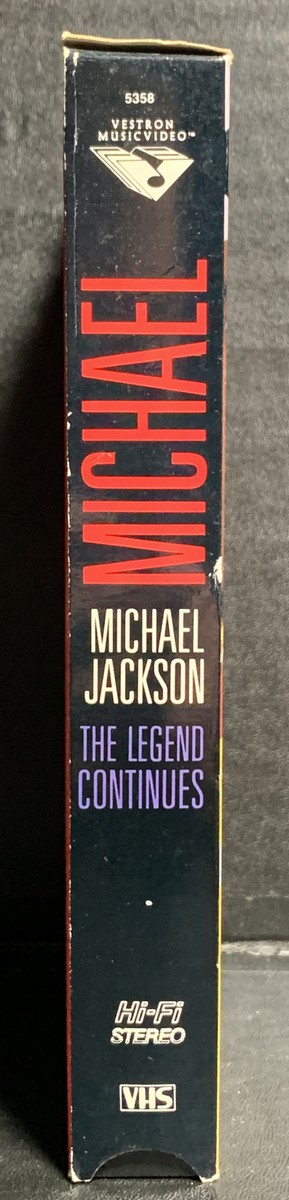 5358
VESTRON
MUSICVIDEO™
MICHAEL
MICHAEL
JACKSON
THE LEGEND
CONTINUES
Hi-Fi
STEREO
VHS